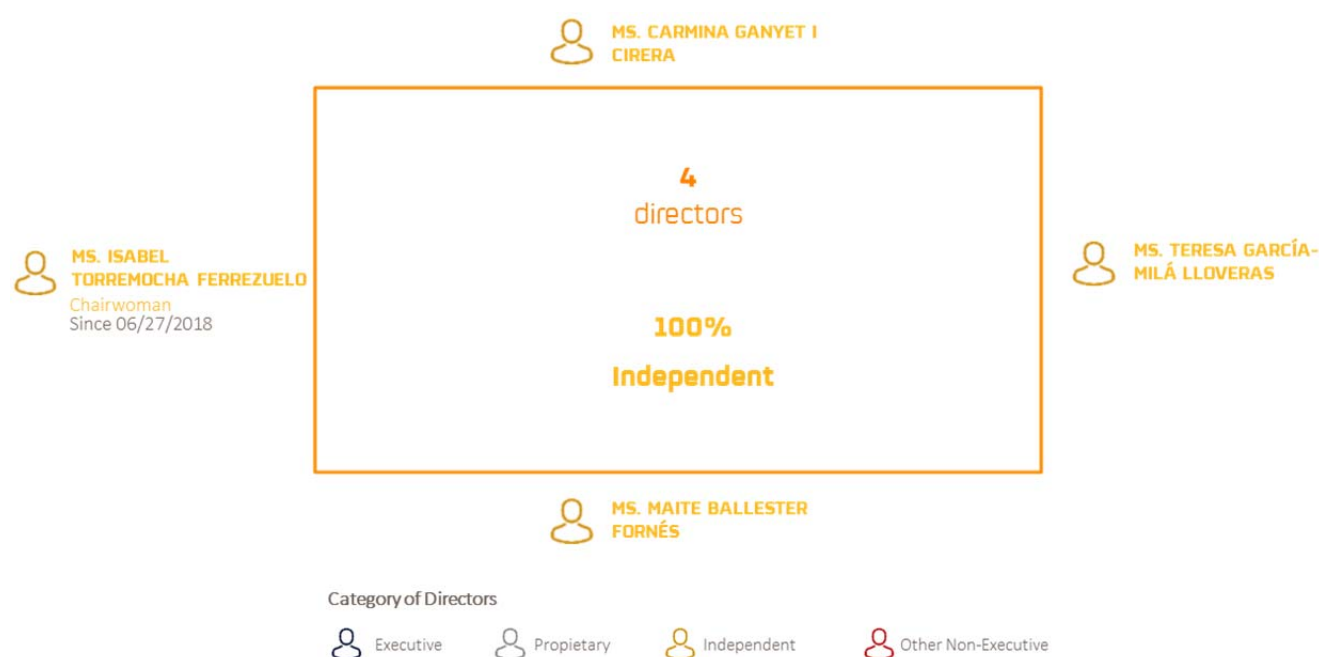 MS. CARMINA GANYET I
CIRERA
4
directors
MS. ISABEL
TORREMOCHA FERREZUELO
Chairwoman
Since 06/27/2018
MS. TERESA GARCÍA-
MILÁ LLOVERAS
100%
Independent
MS. MAITE BALLESTER
FORNÉS
Category of Directors
Executive
Propietary
Independent
Other Non-Executive